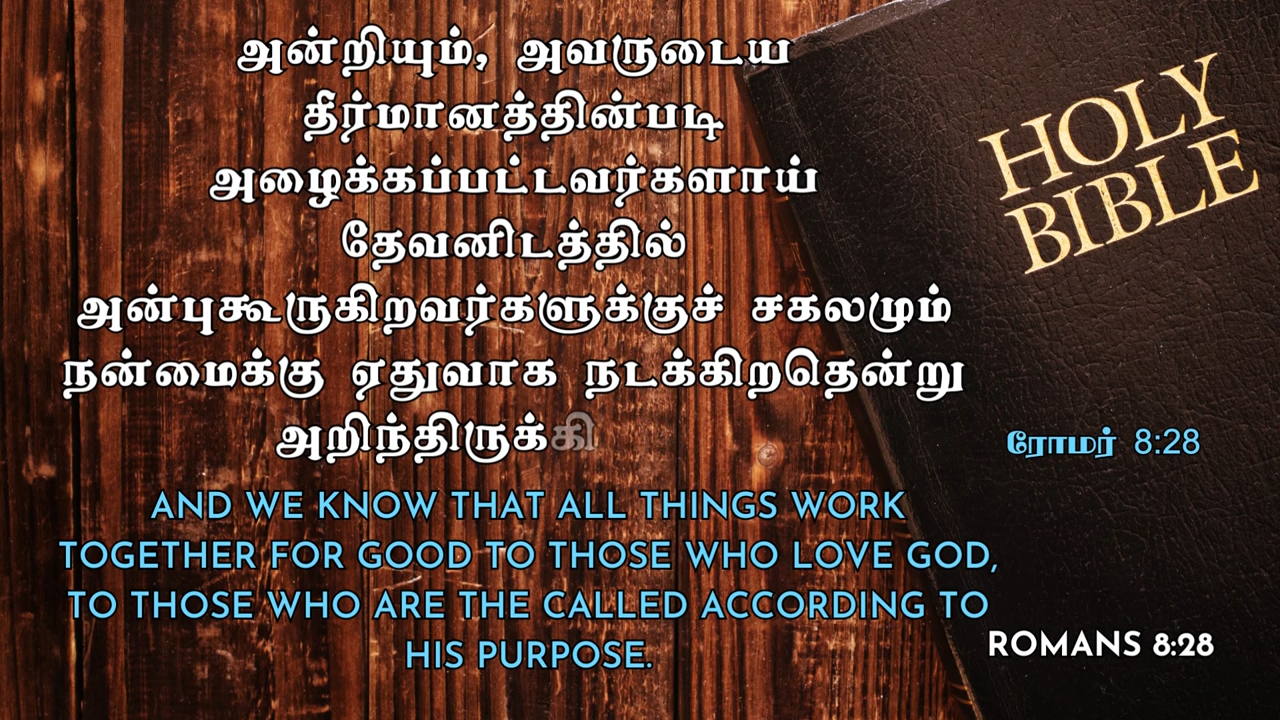 அன்றியும், அவருடைய
தீர்மானத்தின்படி
அழைக்கப்பட்டவர்களாய்
தேவனிடத்தில்
அன்புகூருகிறவர்களுக்குச் சகலமும்
நன்மைக்கு ஏதுவாக நடக்கிறதென்று
அறிந்திருக்கி
AND WE KNOW THAT ALL THINGS WORK
TOGETHER FOR GOOD TO THOSE WHO LOVE GOD,
TO THOSE WHO ARE THE CALLED ACCORDING TO
HIS PURPOSE.
HOLY
BIBLE
ரோமர் 8:28
ROMANS 8:28